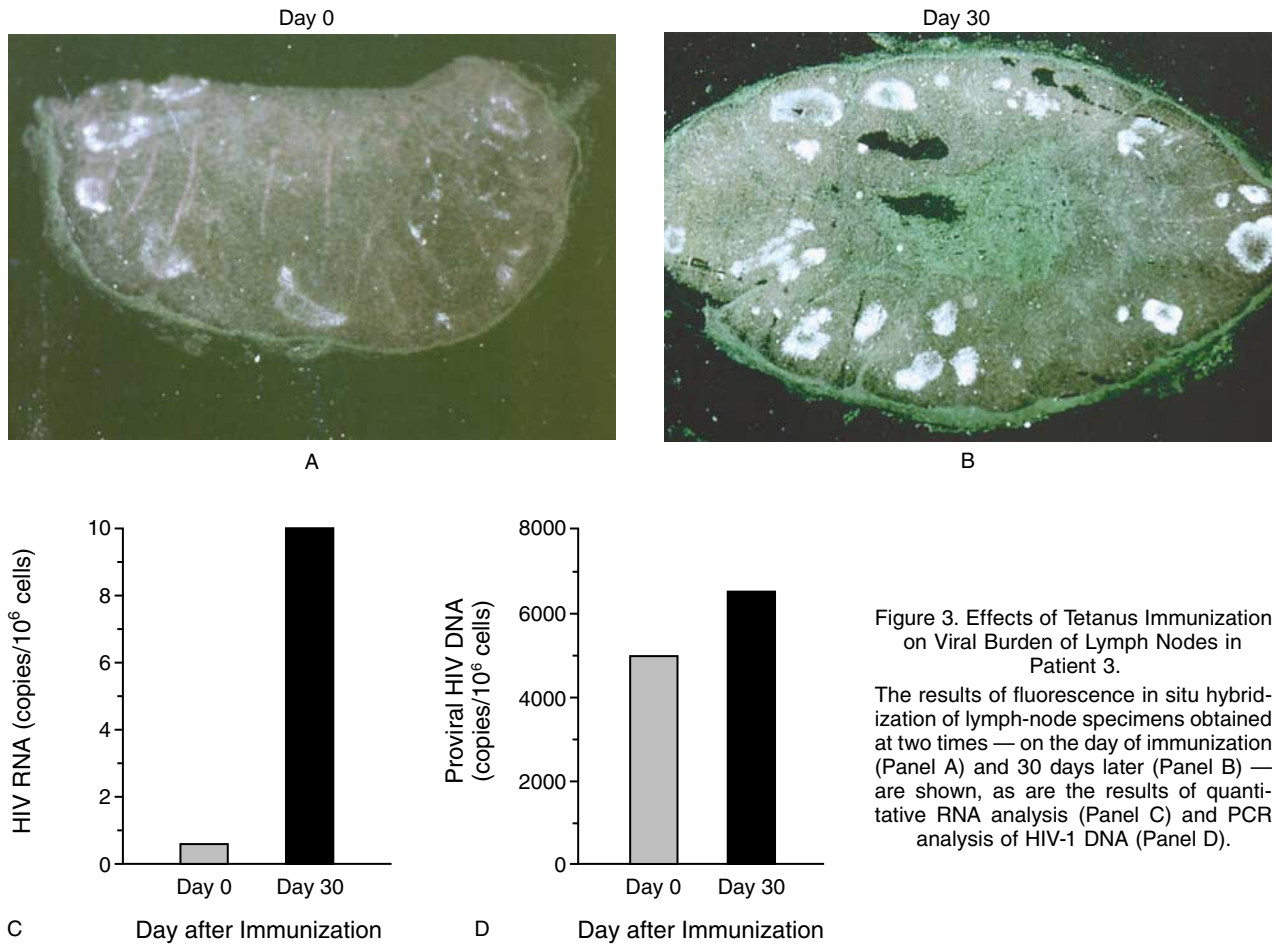 Day 0
Day 30
A
B
HIV RNA (copies/10⁶ cells)
10
8
6
4
2
0
Day 0
Day 30
C
Day after Immunization
Proviral HIV DNA
(copies/10⁶ cells)
8000
6000
4000
2000
0
Day 0
Day 30
D
Day after Immunization
Figure 3. Effects of Tetanus Immunization
on Viral Burden of Lymph Nodes in
Patient 3.
The results of fluorescence in situ hybrid-
ization of lymph-node specimens obtained
at two times — on the day of immunization
(Panel A) and 30 days later (Panel B) —
are shown, as are the results of quanti-
tative RNA analysis (Panel C) and PCR
analysis of HIV-1 DNA (Panel D).